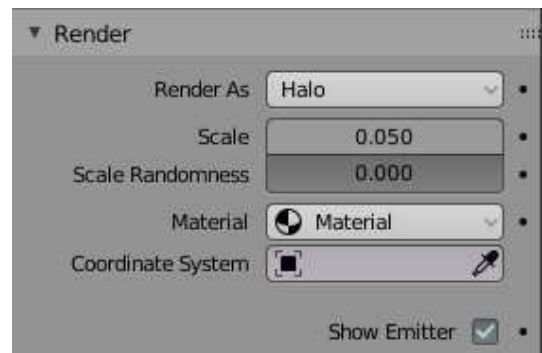 Render
Render As Halo
Scale 0.050
Scale Randomness 0.000
Material Material
Coordinate System
Show Emitter